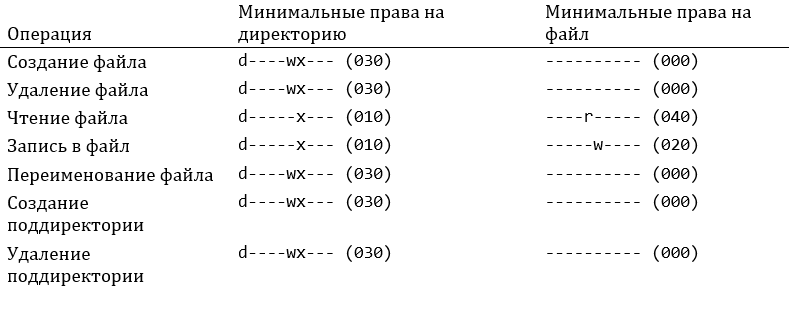 Операция Минимальные права на директорию Минимальные права на файл
Создание файла d----wx--- (030) ---------- (000)
Удаление файла d----wx--- (030) ---------- (000)
Чтение файла d-----x--- (010) ----r----- (040)
Запись в файл d-----x--- (010) -----w---- (020)
Переименование файла d----wx--- (030) ---------- (000)
Создание поддиректории d----wx--- (030) ---------- (000)
Удаление поддиректории d----wx--- (030) ---------- (000)